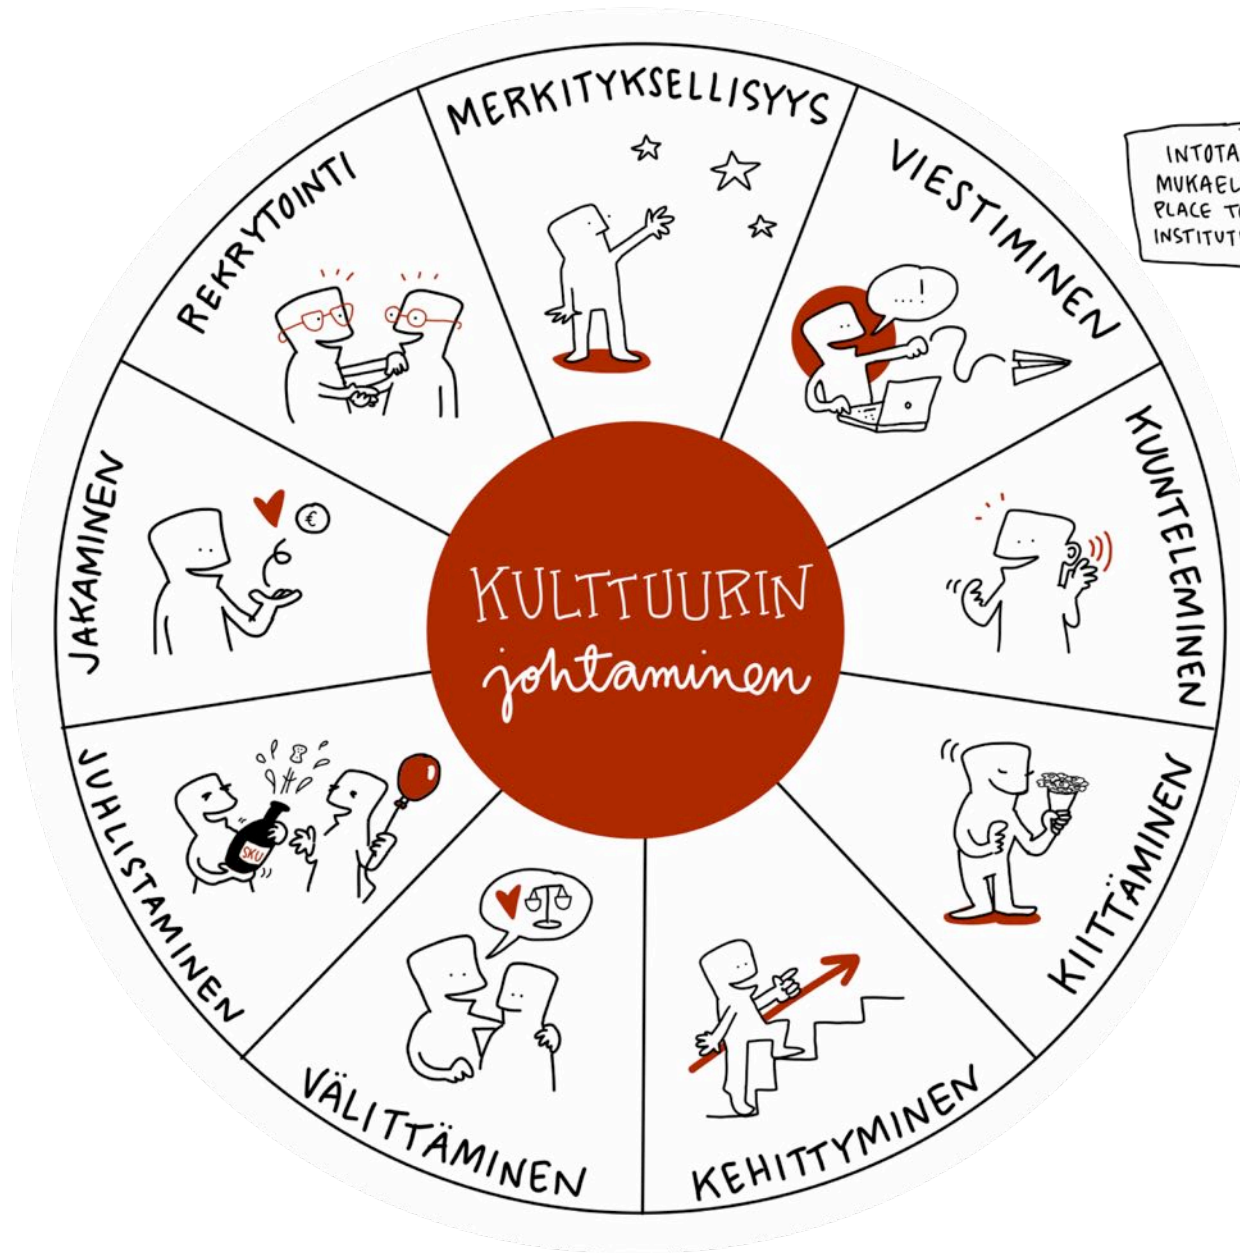 MERKITYKSELLISYYS
VIESTIMINEN
...!
KUUNTELEMINEN
KIITTÄMINEN
KEHITTYMINEN
VÄLITTÄMINEN
JUHLISTAMINEN
SKU
JAKAMINEN
€
REKRYTOINTI
KULTTUURIN
johtaminen
INTOTA
MUKAEL
PLACE T
INSTITUT